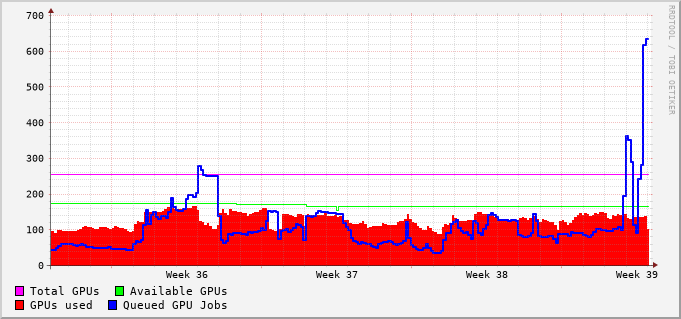 700
600
500
400
300
200
100
0
Week 36 Week 37 Week 38 Week 39
Total GPUs Available GPUs
GPUs used Queued GPU Jobs
RRDTOOL / TOBI OETIKER